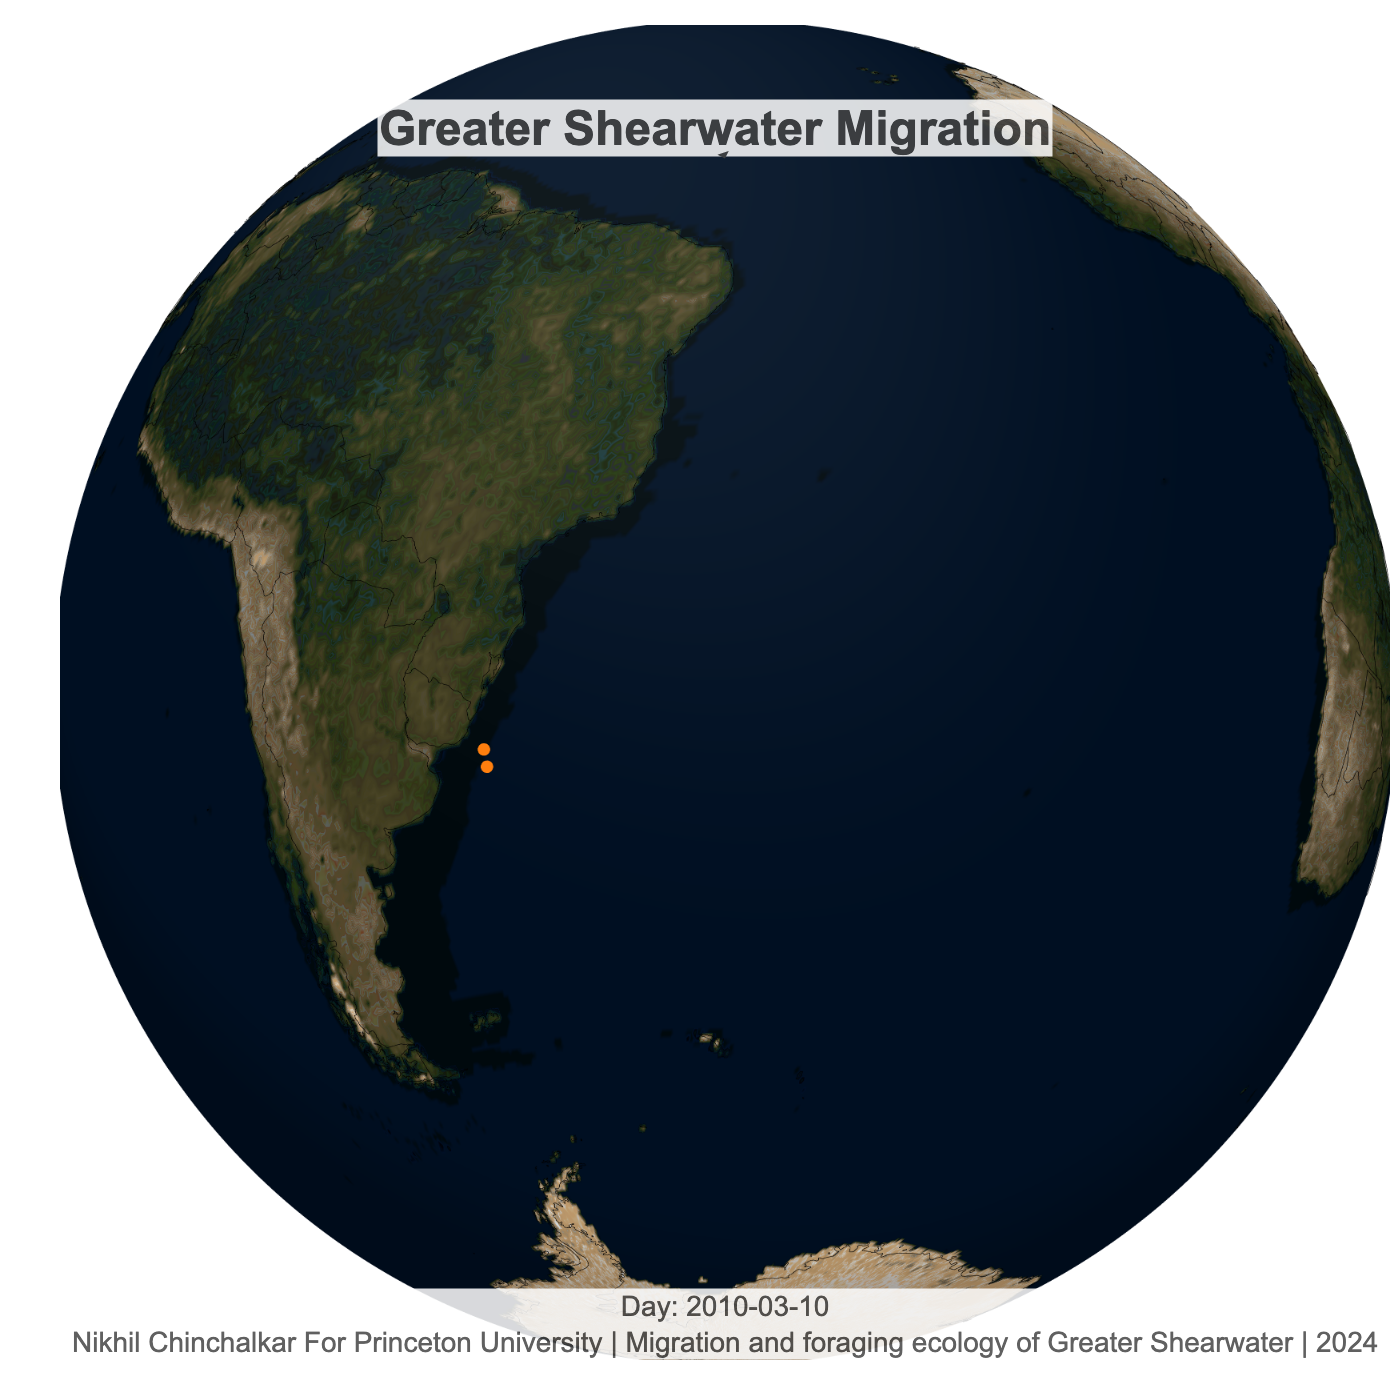 Greater Shearwater Migration
Day: 2010-03-10
Nikhil Chinchalkar For Princeton University | Migration and foraging ecology of Greater Shearwater | 2024